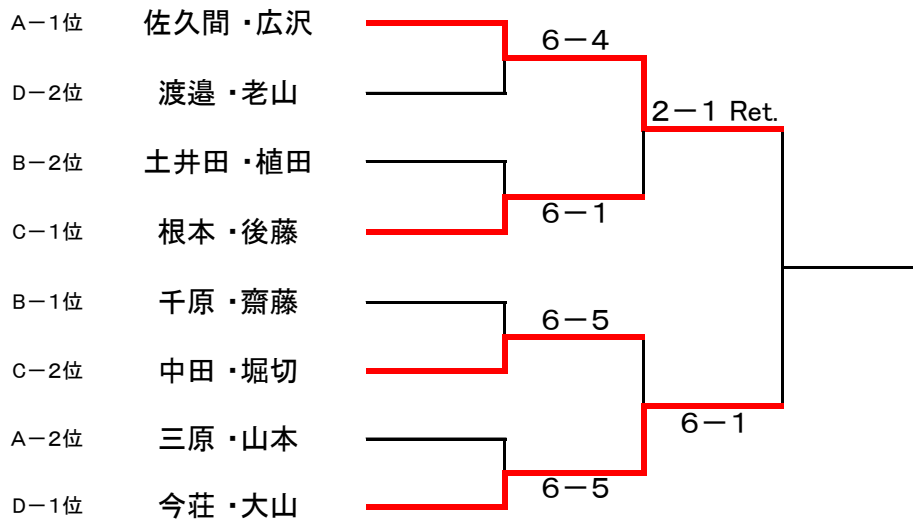 A－1位 佐久間・広沢
6－4
D－2位 渡邉・老山
2－1 Ret.
B－2位 土井田・植田
6－1
C－1位 根本・後藤
B－1位 千原・齋藤
6－5
C－2位 中田・堀切
6－1
A－2位 三原・山本
6－5
D－1位 今荘・大山